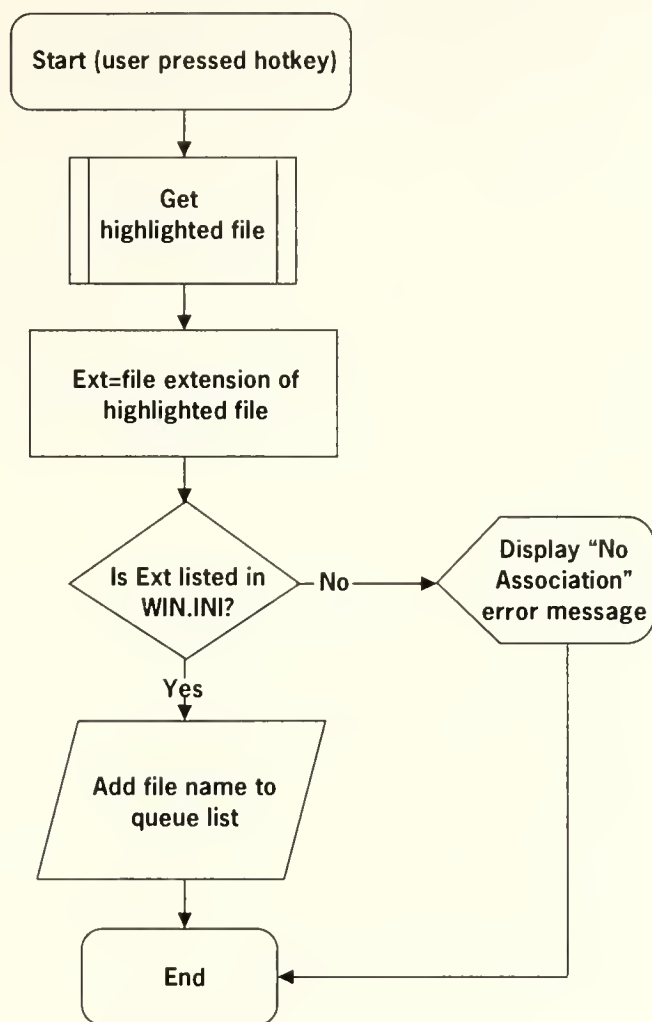 Start (user pressed hotkey)
Get
highlighted file
Ext=file extension of
highlighted file
Is Ext listed in
WIN.INI?
No
Display “No
Association”
error message
Yes
Add file name to
queue list
End